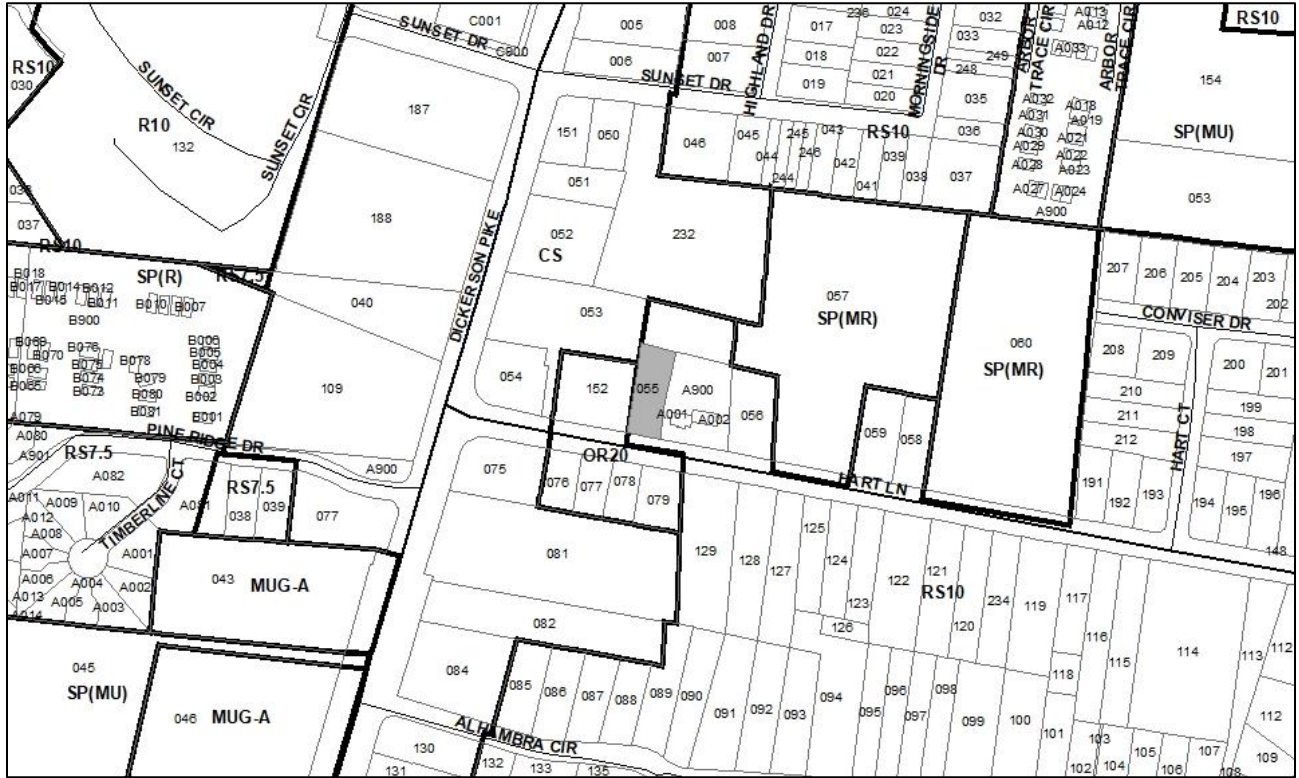 SUNSET DR
C001
C900
005
006
008
007
HIGHLAND DR
017
236
024
023
018
022
021
019
020
MORNINGSIDE DR
032
033
249
248
035
036
ARBOR TRACE CIR
A013
A012
A033
ARBOR TRACE CIR
RS10
154
SP(MU)
053
RS10
030
SUNSET CIR
R10
132
SUNSET CIR
187
188
SUNSET DR
151
050
051
052
CS
232
046
045
044
245
244
246
043
042
041
039
038
037
RS10
A032
A031
A030
A029
A028
A027
A018
A019
A021
A022
A023
A024
A900
037
RS10
SP(R)
RS7.5
B018
B017
B014
B015
B012
B011
B010
B007
B900
B070
B066
B065
B076
B075
B074
B073
B078
B079
B080
B081
B006
B005
B004
B003
B002
B001
040
109
DICKERSON PIKE
053
054
152
055
A900
A001
A002
056
057
SP(MR)
059
058
060
SP(MR)
207
206
205
204
203
202
CONVISER DR
208
209
210
211
212
200
201
199
198
197
HART CT
191
192
193
194
195
196
148
A079
A080
A901
RS7.5
PINE RIDGE DR
A082
A900
TIMBERLINE CT
RS7.5
038
039
077
A011
A009
A010
A012
A008
A007
A006
A013
A014
A005
A004
A003
A002
A001
043
MUG-A
045
SP(MU)
046
MUG-A
OR20
HART LN
075
076
077
078
079
081
082
084
085
086
087
088
089
090
091
092
093
094
095
096
097
098
099
100
101
102
103
104
105
106
107
108
109
112
112
113
114
115
116
117
118
119
234
120
121
122
123
124
125
126
127
128
129
RS10
ALHAMBRA CIR
130
131
132
133
135